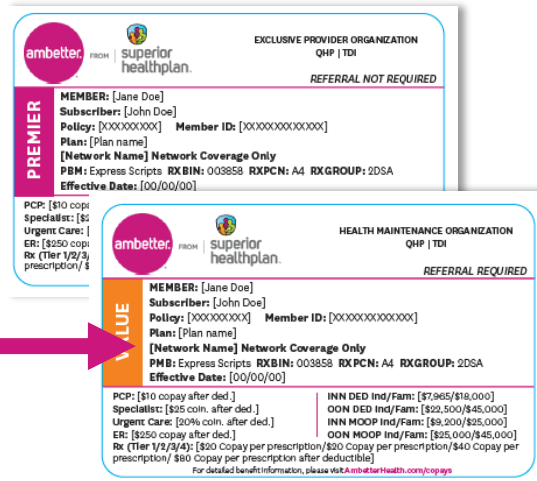 ambetter. FROM superior healthplan.
EXCLUSIVE PROVIDER ORGANIZATION
QHP | TDI
REFERRAL NOT REQUIRED
PREMIER
MEMBER: [Jane Doe]
Subscriber: [John Doe]
Policy: [XXXXXXXXX] Member ID: [XXXXXXXXXXXXX]
Plan: [Plan name]
[Network Name] Network Coverage Only
PBM: Express Scripts RXBIN: 003858 RXPCN: A4 RXGROUP: 2DSA
Effective Date: [00/00/00]
PCP: [$10
Specialist:
Urgent Care: [
ER: [$250
Rx (Tier 1/2/3/
prescription/
ambetter. FROM superior healthplan.
HEALTH MAINTENANCE ORGANIZATION
QHP | TDI
REFERRAL REQUIRED
VALUE
MEMBER: [Jane Doe]
Subscriber: [John Doe]
Policy: [XXXXXXXXX] Member ID: [XXXXXXXXXXXXX]
Plan: [Plan name]
[Network Name] Network Coverage Only
PMB: Express Scripts RXBIN: 003858 RXPCN: A4 RXGROUP: 2DSA
Effective Date: [00/00/00]
PCP: [$10 copay after ded.]
Specialist: [$25 coin. after ded.]
Urgent Care: [20% coin. after ded.]
ER: [$250 copay after ded.]
INN DED Ind/Fam: [$7,965/$18,000]
OON DED Ind/Fam: [$22,500/$45,000]
INN MOOP Ind/Fam: [$9,200/$25,000]
OON MOOP Ind/Fam: [$25,000/$45,000]
Rx (Tier 1/2/3/4): [$20 Copay per prescription/$20 Copay per prescription/$40 Copay per
prescription/ $80 Copay per prescription after deductible]
For detailed benefit information, please visit AmbetterHealth.com/copays